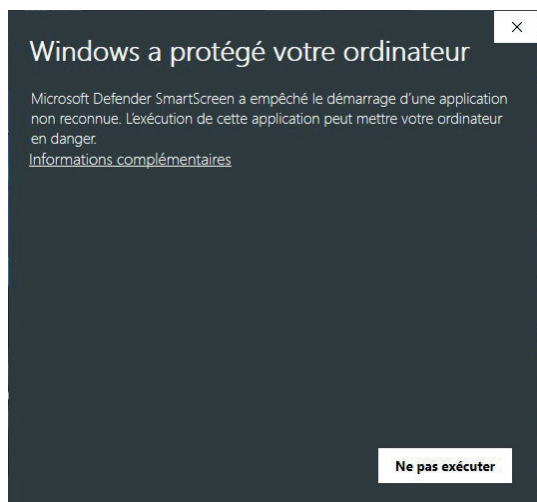 Windows a protégé votre ordinateur
Microsoft Defender SmartScreen a empêché le démarrage d'une application
non reconnue. L'exécution de cette application peut mettre votre ordinateur
en danger.
Informations complémentaires
Ne pas exécuter